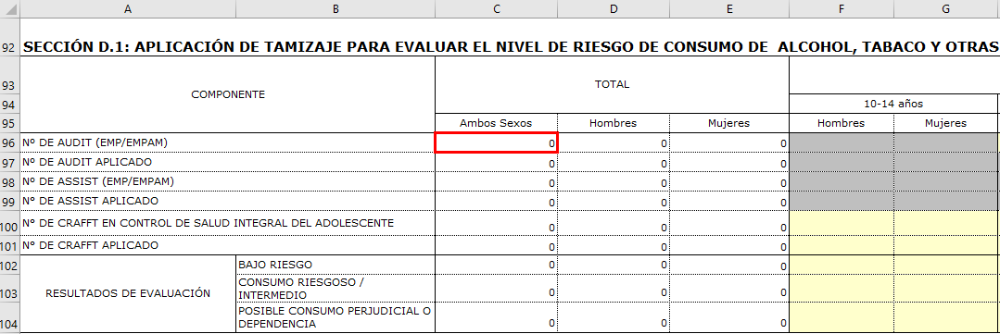 A B C D E F G
92 SECCIÓN D.1: APLICACIÓN DE TAMIZAJE PARA EVALUAR EL NIVEL DE RIESGO DE CONSUMO DE  ALCOHOL, TABACO Y OTRAS
93 COMPONENTE TOTAL
94 10-14 años
95 Ambos Sexos Hombres Mujeres Hombres Mujeres
96 Nº DE AUDIT (EMP/EMPAM) 0 0 0
97 Nº DE AUDIT APLICADO 0 0 0
98 Nº DE ASSIST (EMP/EMPAM) 0 0 0
99 N° DE ASSIST APLICADO 0 0 0
100 N° DE CRAFFT EN CONTROL DE SALUD INTEGRAL DEL ADOLESCENTE 0 0 0
101 N° DE CRAFFT APLICADO 0 0 0
102 RESULTADOS DE EVALUACIÓN BAJO RIESGO 0 0 0
103 CONSUMO RIESGOSO /
INTERMEDIO 0 0 0
104 POSIBLE CONSUMO PERJUDICIAL O
DEPENDENCIA 0 0 0